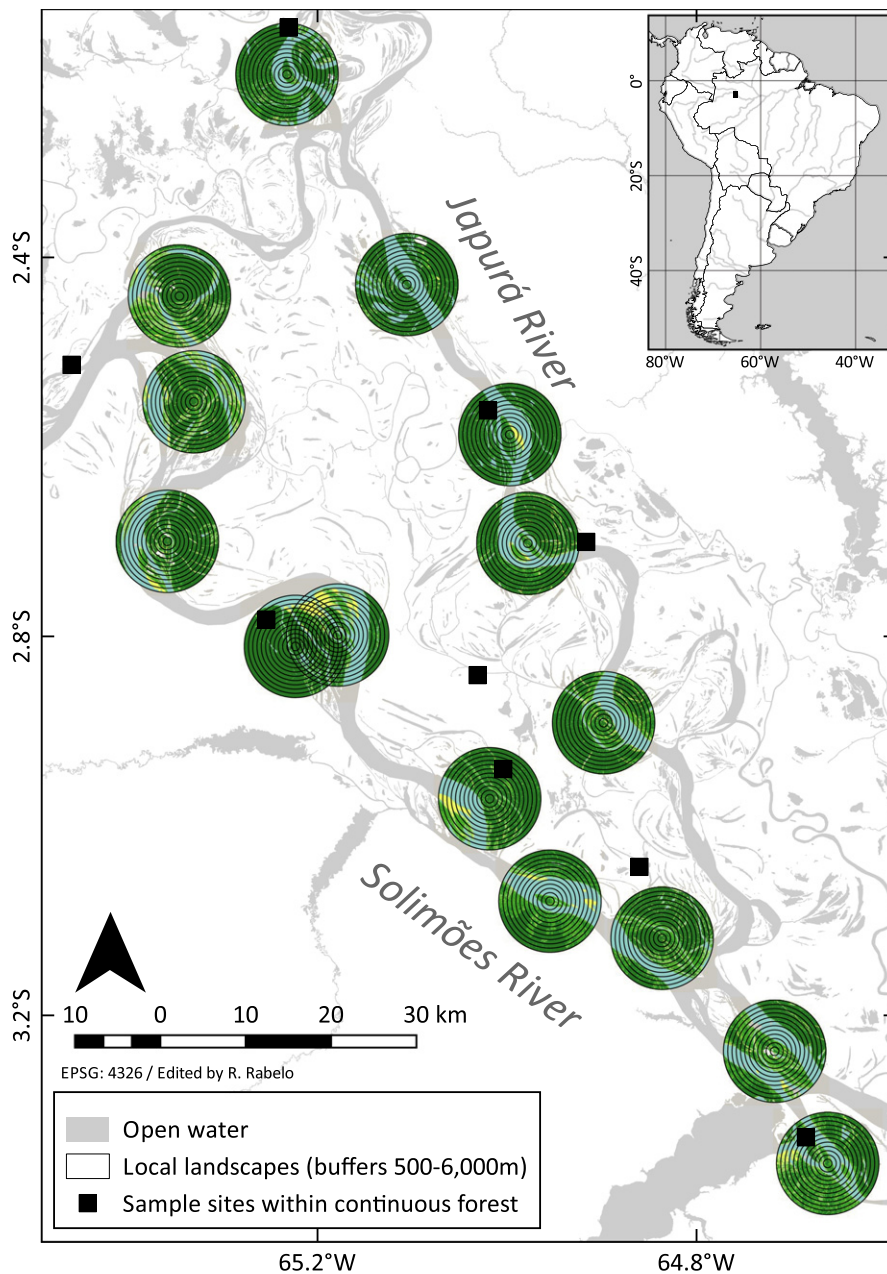 0°
20°S
40°S
80°W 60°W 40°W
Japurá River
2.4°S
2.8°S
Solimões River
3.2°S
10 0 10 20 30 km
EPSG: 4326 / Edited by R. Rabelo
Open water
Local landscapes (buffers 500-6,000m)
Sample sites within continuous forest
65.2°W 64.8°W